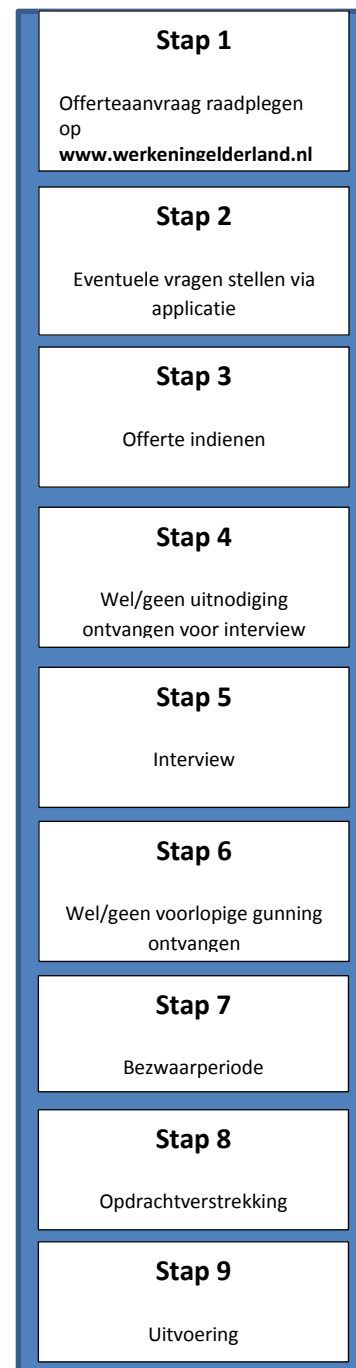 Stap 1
Offerteaanvraag raadplegen
op
www.werkeningelderland.nl
Stap 2
Eventuele vragen stellen via
applicatie
Stap 3
Offerte indienen
Stap 4
Wel/geen uitnodiging
ontvangen voor interview
Stap 5
Interview
Stap 6
Wel/geen voorlopige gunning
ontvangen
Stap 7
Bezwaarperiode
Stap 8
Opdrachtverstrekking
Stap 9
Uitvoering